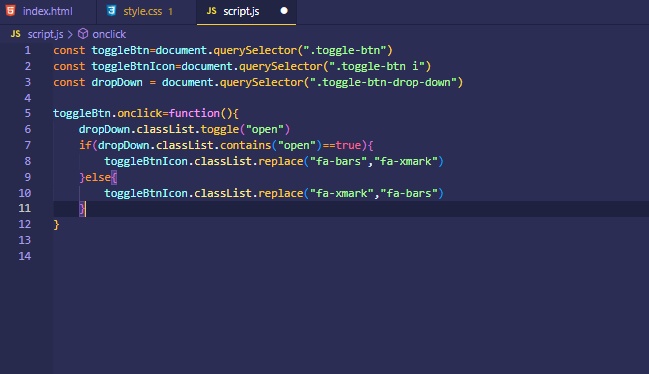 index.html style.css 1 JS script.js
JS script.js > onclick
1 const toggleBtn=document.querySelector(".toggle-btn")
2 const toggleBtnIcon=document.querySelector(".toggle-btn i")
3 const dropDown = document.querySelector(".toggle-btn-drop-down")
4
5 toggleBtn.onclick=function(){
6 dropDown.classList.toggle("open")
7 if(dropDown.classList.contains("open")==true){
8 toggleBtnIcon.classList.replace("fa-bars","fa-xmark")
9 }else{
10 toggleBtnIcon.classList.replace("fa-xmark","fa-bars")
11 }
12 }
13
14